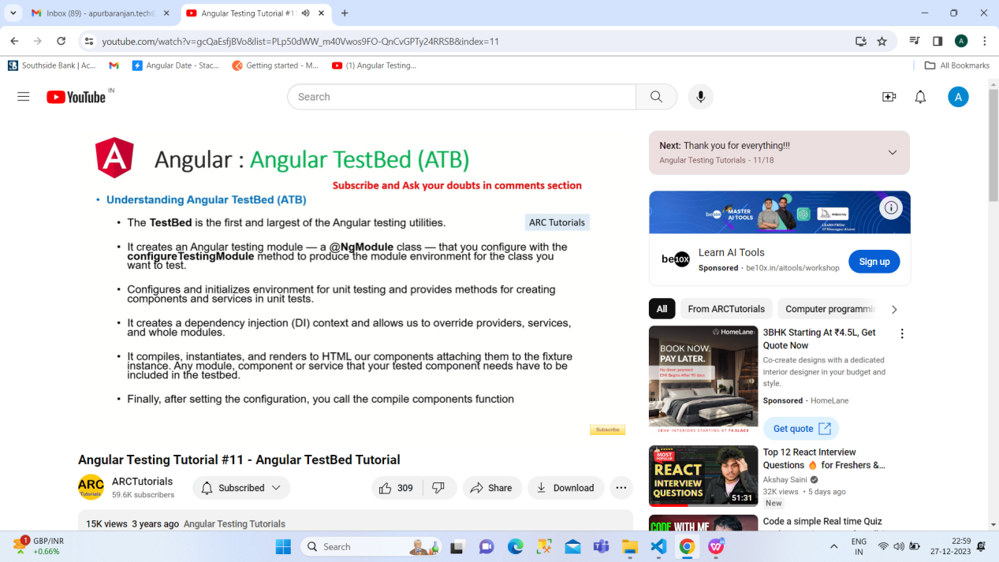 Inbox (89) - apurbaranjan.tech@
Angular Testing Tutorial #11
youtube.com/watch?v=gcQaEsfjBVo&list=PLp50dWW_m40Vwos9FO-QnCvGPTy24RRSB&index=11
A
SB
Southside Bank | Ac...
Angular Date - Stac...
Getting started - M...
(1) Angular Testing...
All Bookmarks
YouTube IN
Search
A
A
Angular : Angular TestBed (ATB)
Subscribe and Ask your doubts in comments section
• Understanding Angular TestBed (ATB)
• The TestBed is the first and largest of the Angular testing utilities.
ARC Tutorials
• It creates an Angular testing module — a @NgModule class — that you configure with the
configureTestingModule method to produce the module environment for the class you
want to test.
• Configures and initializes environment for unit testing and provides methods for creating
components and services in unit tests.
• It creates a dependency injection (DI) context and allows us to override providers, services,
and whole modules.
• It compiles, instantiates, and renders to HTML our components attaching them to the fixture
instance. Any module, component or service that your tested component needs have to be
included in the testbed.
• Finally, after setting the configuration, you call the compile components function
Subscribe
Angular Testing Tutorial #11 - Angular TestBed Tutorial
ARC
Tutorials
ARCTutorials
59.6K subscribers
Subscribed
309
Share
Download
15K views 3 years ago Angular Testing Tutorials
Next: Thank you for everything!!!
Angular Testing Tutorials - 11/18
be10X
MASTER
AI TOOLS
Midjourney
LEARN FROM
IIT Kharagpur Alumni
be10X
Learn AI Tools
Sponsored · be10x.in/aitools/workshop
Sign up
All
From ARCTutorials
Computer programmi
HomeLane
BOOK NOW.
PAY LATER.
No down payment
EMI Begins After 90 days
3BHK INTERIORS STARTING AT ₹4.5LACS
3BHK Starting At ₹4.5L, Get
Quote Now
Co-create designs with a dedicated
interior designer in your budget and
style.
Sponsored · HomeLane
Get quote
MOST
POPULAR
REACT
INTERVIEW
QUESTIONS
51:31
Top 12 React Interview
Questions 🔥 for Freshers &...
Akshay Saini
32K views • 5 days ago
New
CODE WITH ME
Code a simple Real time Quiz
1
GBP/INR
+0.66%
Search
ENG
IN
22:59
27-12-2023